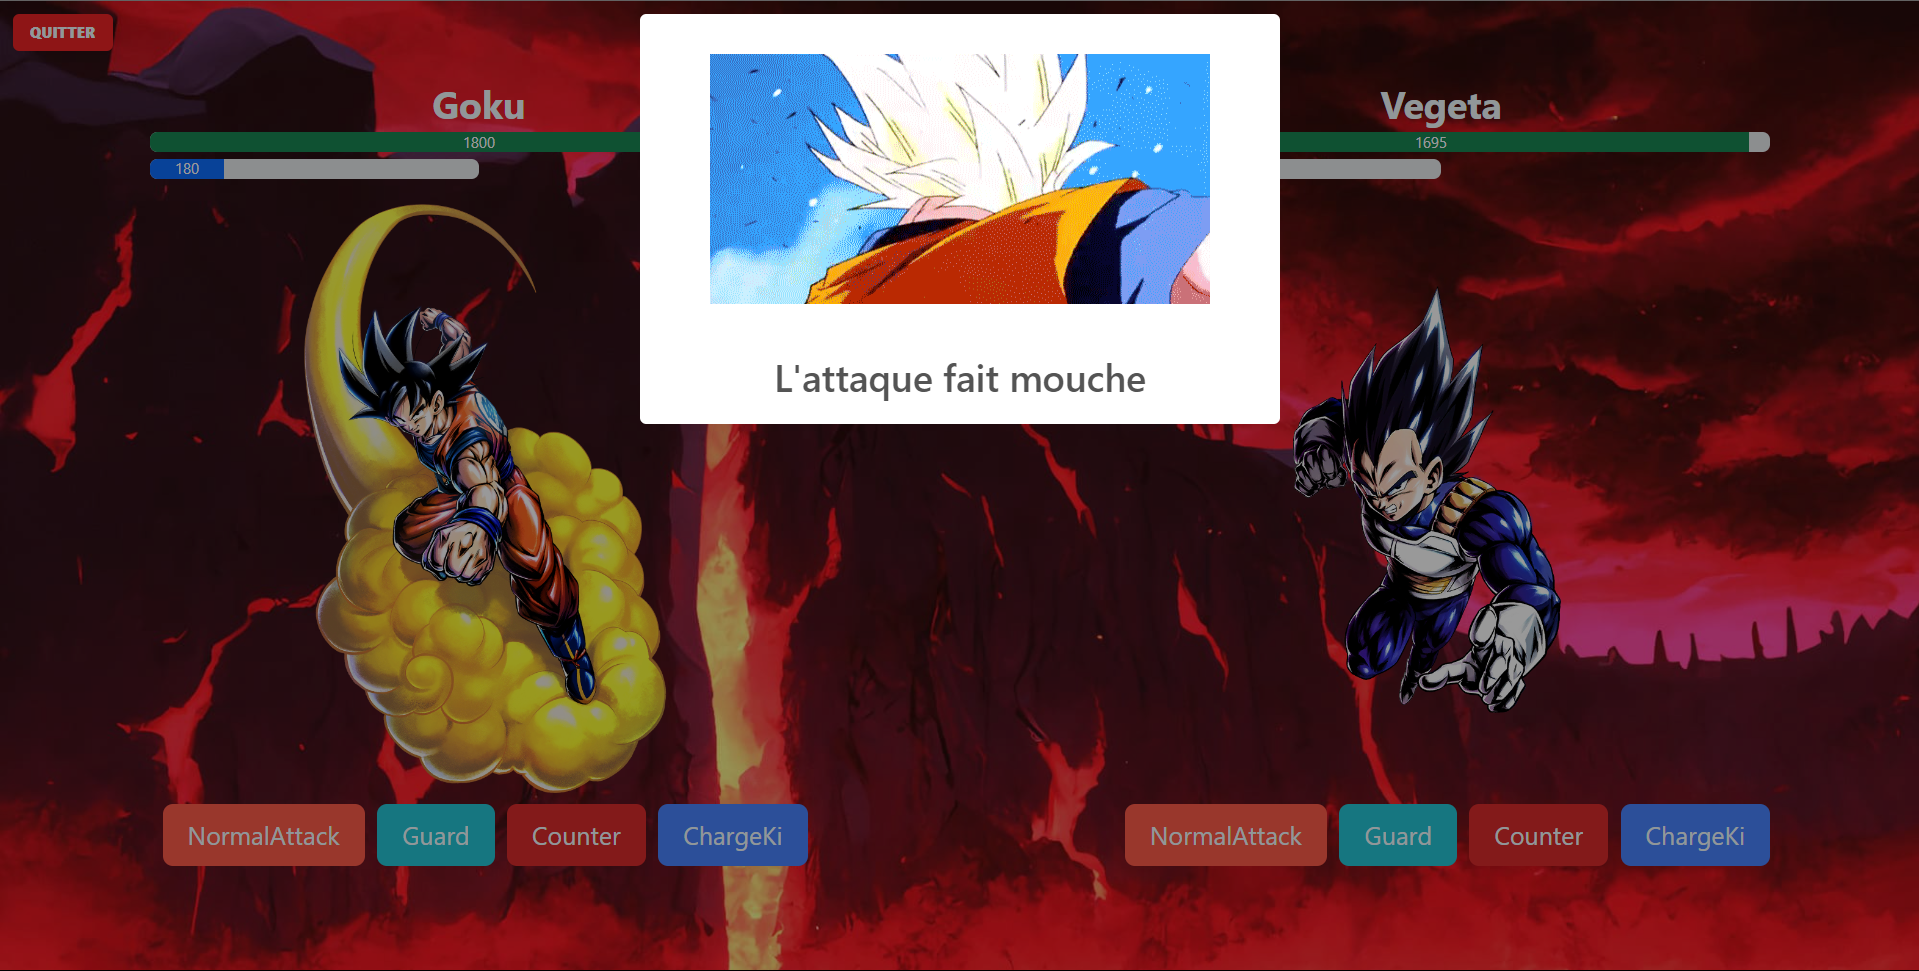 QUITTER
Goku
1800
180
Vegeta
1695
L'attaque fait mouche
NormalAttack
Guard
Counter
ChargeKi
NormalAttack
Guard
Counter
ChargeKi